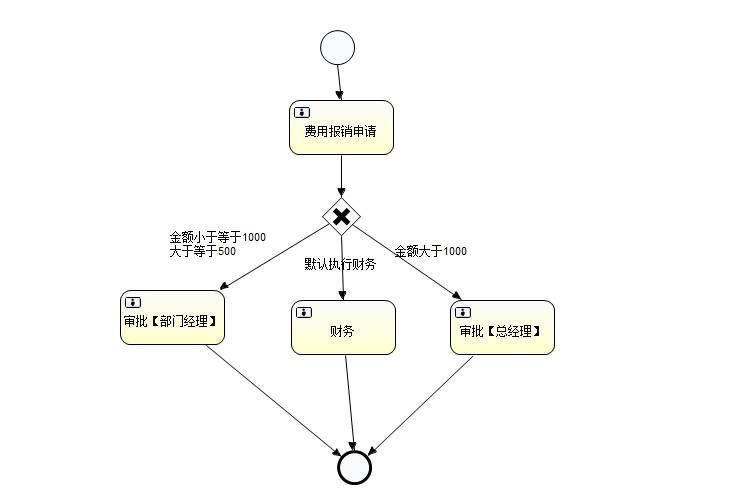 费用报销申请
金额小于等于1000
大于等于500
默认执行财务
金额大于1000
审批【部门经理】
财务
审批【总经理】